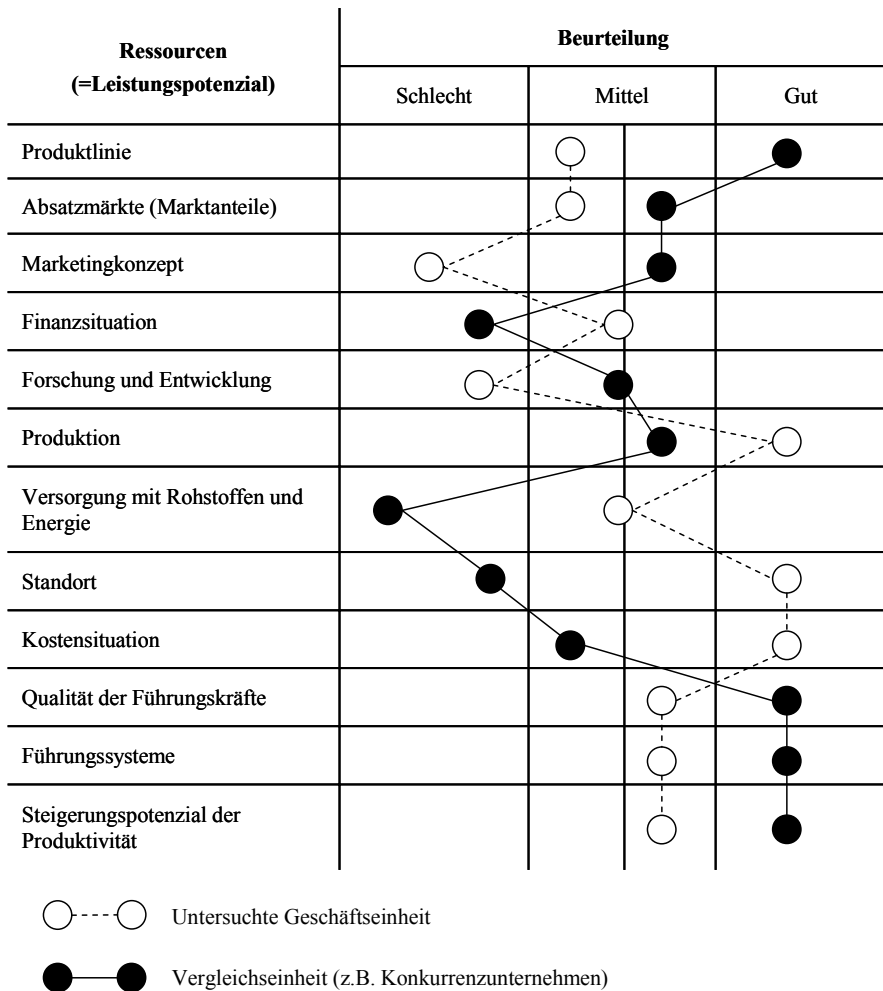 Ressourcen
(=Leistungspotenzial)
Beurteilung
Schlecht
Mittel
Gut
Produktlinie
Absatzmärkte (Marktanteile)
Marketingkonzept
Finanzsituation
Forschung und Entwicklung
Produktion
Versorgung mit Rohstoffen und
Energie
Standort
Kostensituation
Qualität der Führungskräfte
Führungssysteme
Steigerungspotenzial der
Produktivität
Untersuchte Geschäftseinheit
Vergleichseinheit (z.B. Konkurrenzunternehmen)